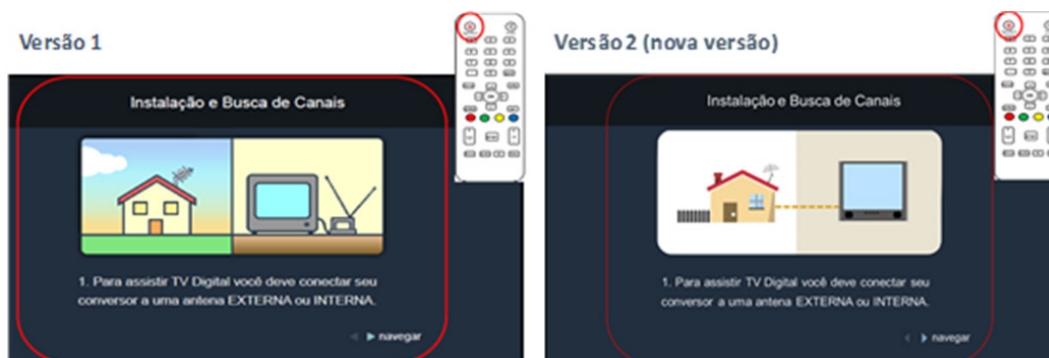 Versão 1
Instalação e Busca de Canais
1. Para assistir TV Digital você deve conectar seu
conversor a uma antena EXTERNA ou INTERNA.
navegar
Versão 2 (nova versão)
Instalação e Busca de Canais
1. Para assistir TV Digital você deve conectar seu
conversor a uma antena EXTERNA ou INTERNA.
navegar